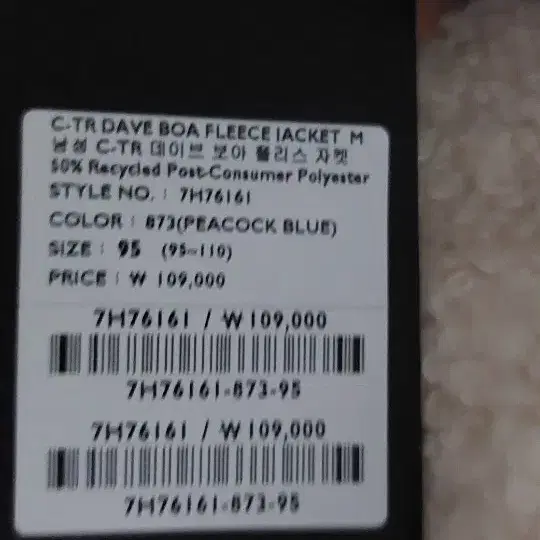 C-TR DAVE BOA FLEECE JACKET M
남성 C-TR 데이브 보아 플리스 자켓
50% Recycled Post-Consumer Polyester
STYLE NO. : 7H76161
COLOR : 873(PEACOCK BLUE)
SIZE : 95 (95~110)
PRICE : ₩ 109,000
7H76161 / ₩109,000
7H76161-873-95
7H76161 / ₩109,000
7H76161-873-95